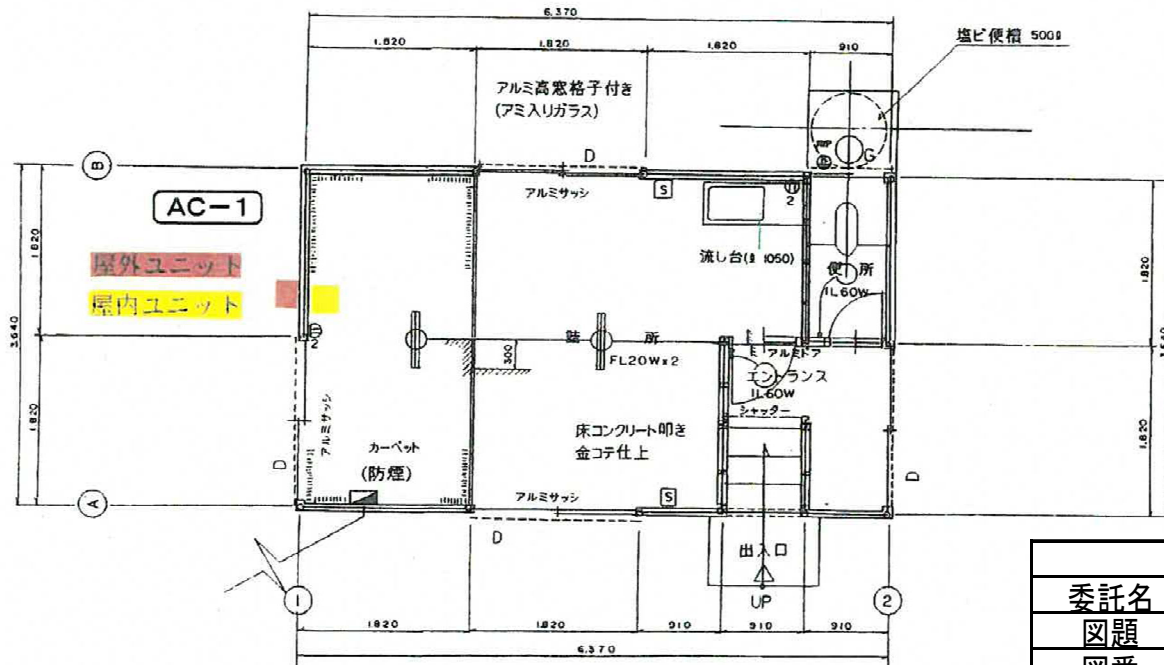 6.370
1.820
1.820
1.820
910
塩ビ便槽 500ℓ
アルミ高窓格子付き
(アミ入りガラス)
B
D
G
アルミサッシ
S
2
AC-1
1.820
屋外ユニット
屋内ユニット
流し台(ℓ 1050)
便所
1L60W
1.820
3.640
2
300
詰所
FL20W×2
アルミドア
エントランス
1L60W
シャッター
1.820
アルミサッシ
D
カーペット
(防煙)
床コンクリート叩き
金コテ仕上
1.820
D
A
アルミサッシ
S
D
出入口
UP
1
2
1.820
1.820
910
910
910
6.370
委託名
図題
図番